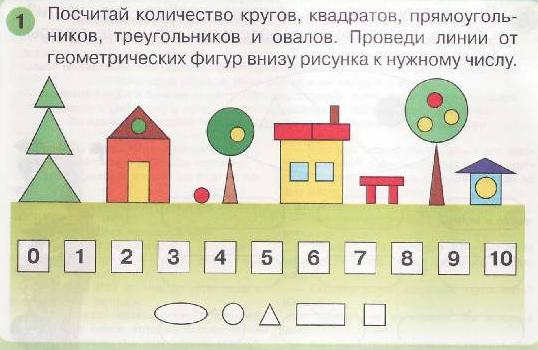 1 Посчитай количество кругов, квадратов, прямоуголь-
ников, треугольников и овалов. Проведи линии от
геометрических фигур внизу рисунка к нужному числу.
0 1 2 3 4 5 6 7 8 9 10